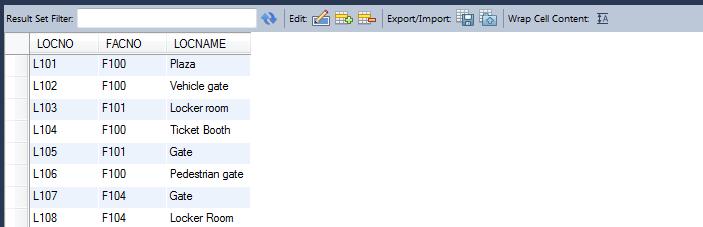 Result Set Filter: Edit: Export/Import: Wrap Cell Content:
LOCNO FACNO LOCNAME
L101 F100 Plaza
L102 F100 Vehicle gate
L103 F101 Locker room
L104 F100 Ticket Booth
L105 F101 Gate
L106 F100 Pedestrian gate
L107 F104 Gate
L108 F104 Locker Room